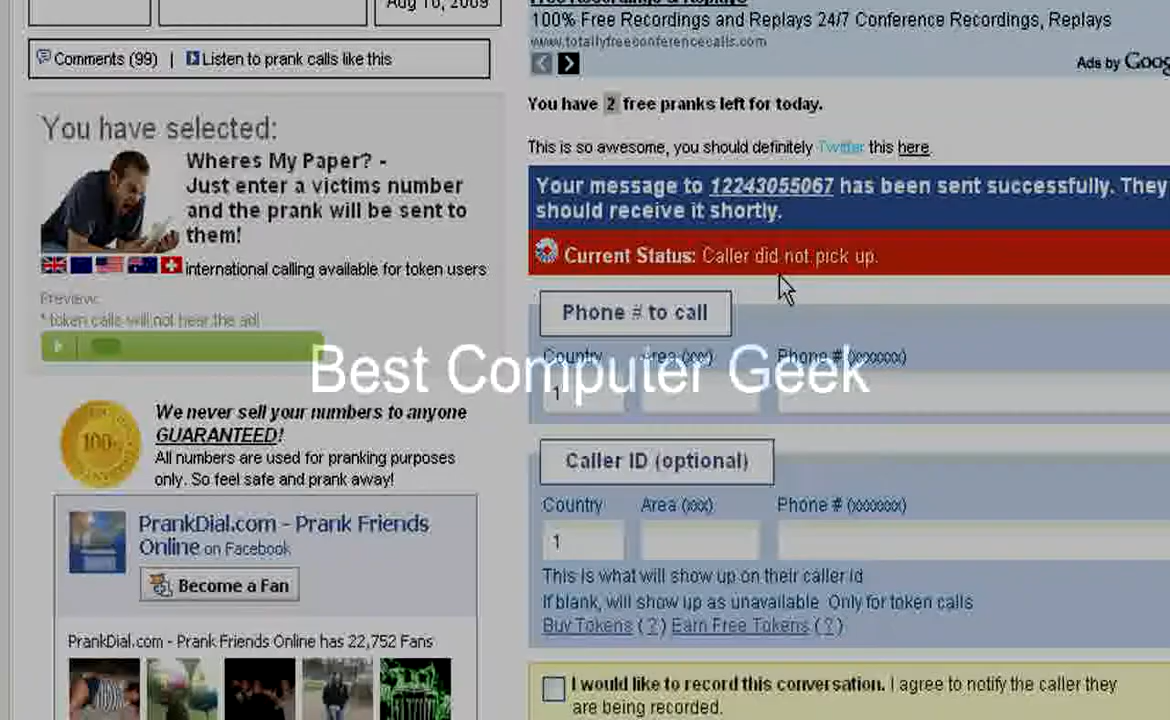 Aug 10, 2009
Comments (99) | Listen to prank calls like this
You have selected:
Wheres My Paper? -
Just enter a victims number
and the prank will be sent to
them!
international calling available for token users
Preview:
* token calls will not hear the ad!
100%
We never sell your numbers to anyone
GUARANTEED!
All numbers are used for pranking purposes
only. So feel safe and prank away!
PrankDial.com - Prank Friends
Online on Facebook
Become a Fan
PrankDial.com - Prank Friends Online has 22,752 Fans
Free Recordings & Replays
100% Free Recordings and Replays 24/7 Conference Recordings, Replays
www.totallyfreeconferencecalls.com
Ads by Goog
You have 2 free pranks left for today.
This is so awesome, you should definitely Twitter this here.
Your message to 12243055067 has been sent successfully. They
should receive it shortly.
Current Status: Caller did not pick up.
Phone # to call
Country Area (xxx) Phone # (xxxxxxx)
1
Best Computer Geek
Caller ID (optional)
Country Area (xxx) Phone # (xxxxxxx)
1
This is what will show up on their caller id
If blank, will show up as unavailable Only for token calls
Buy Tokens (?) Earn Free Tokens (?)
I would like to record this conversation. I agree to notify the caller they
are being recorded.